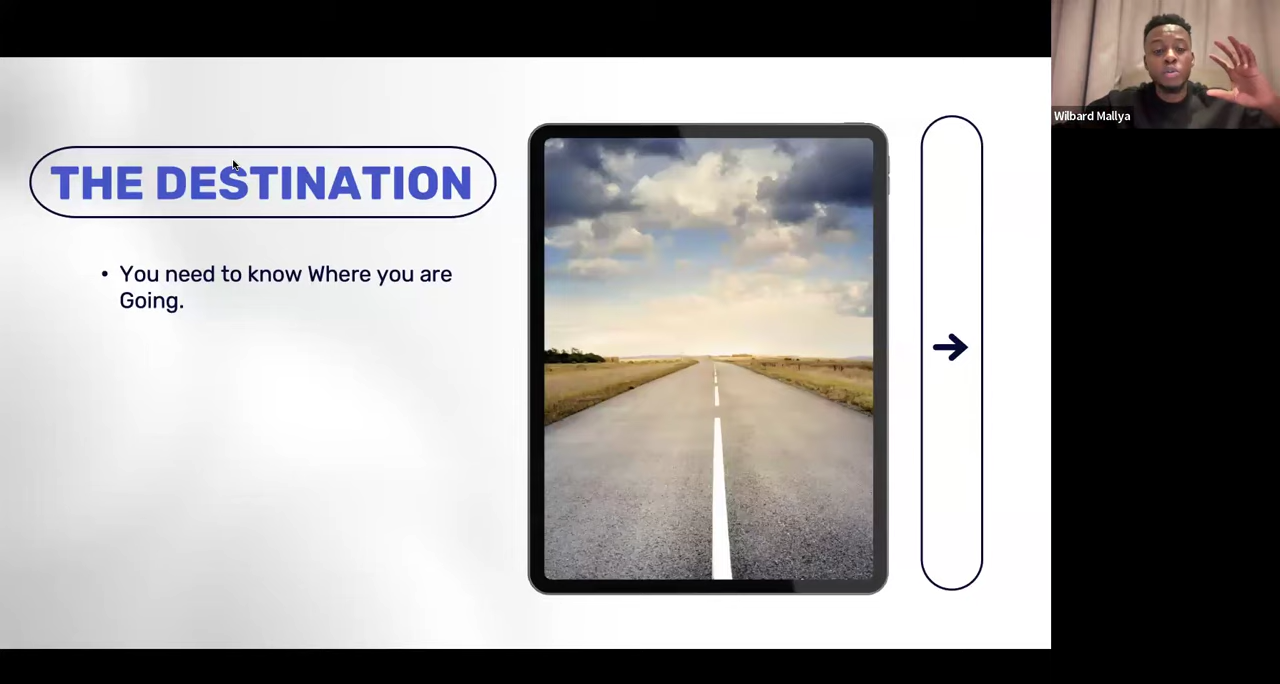 THE DESTINATION
• You need to know Where you are
Going.
Wilbard Mallya